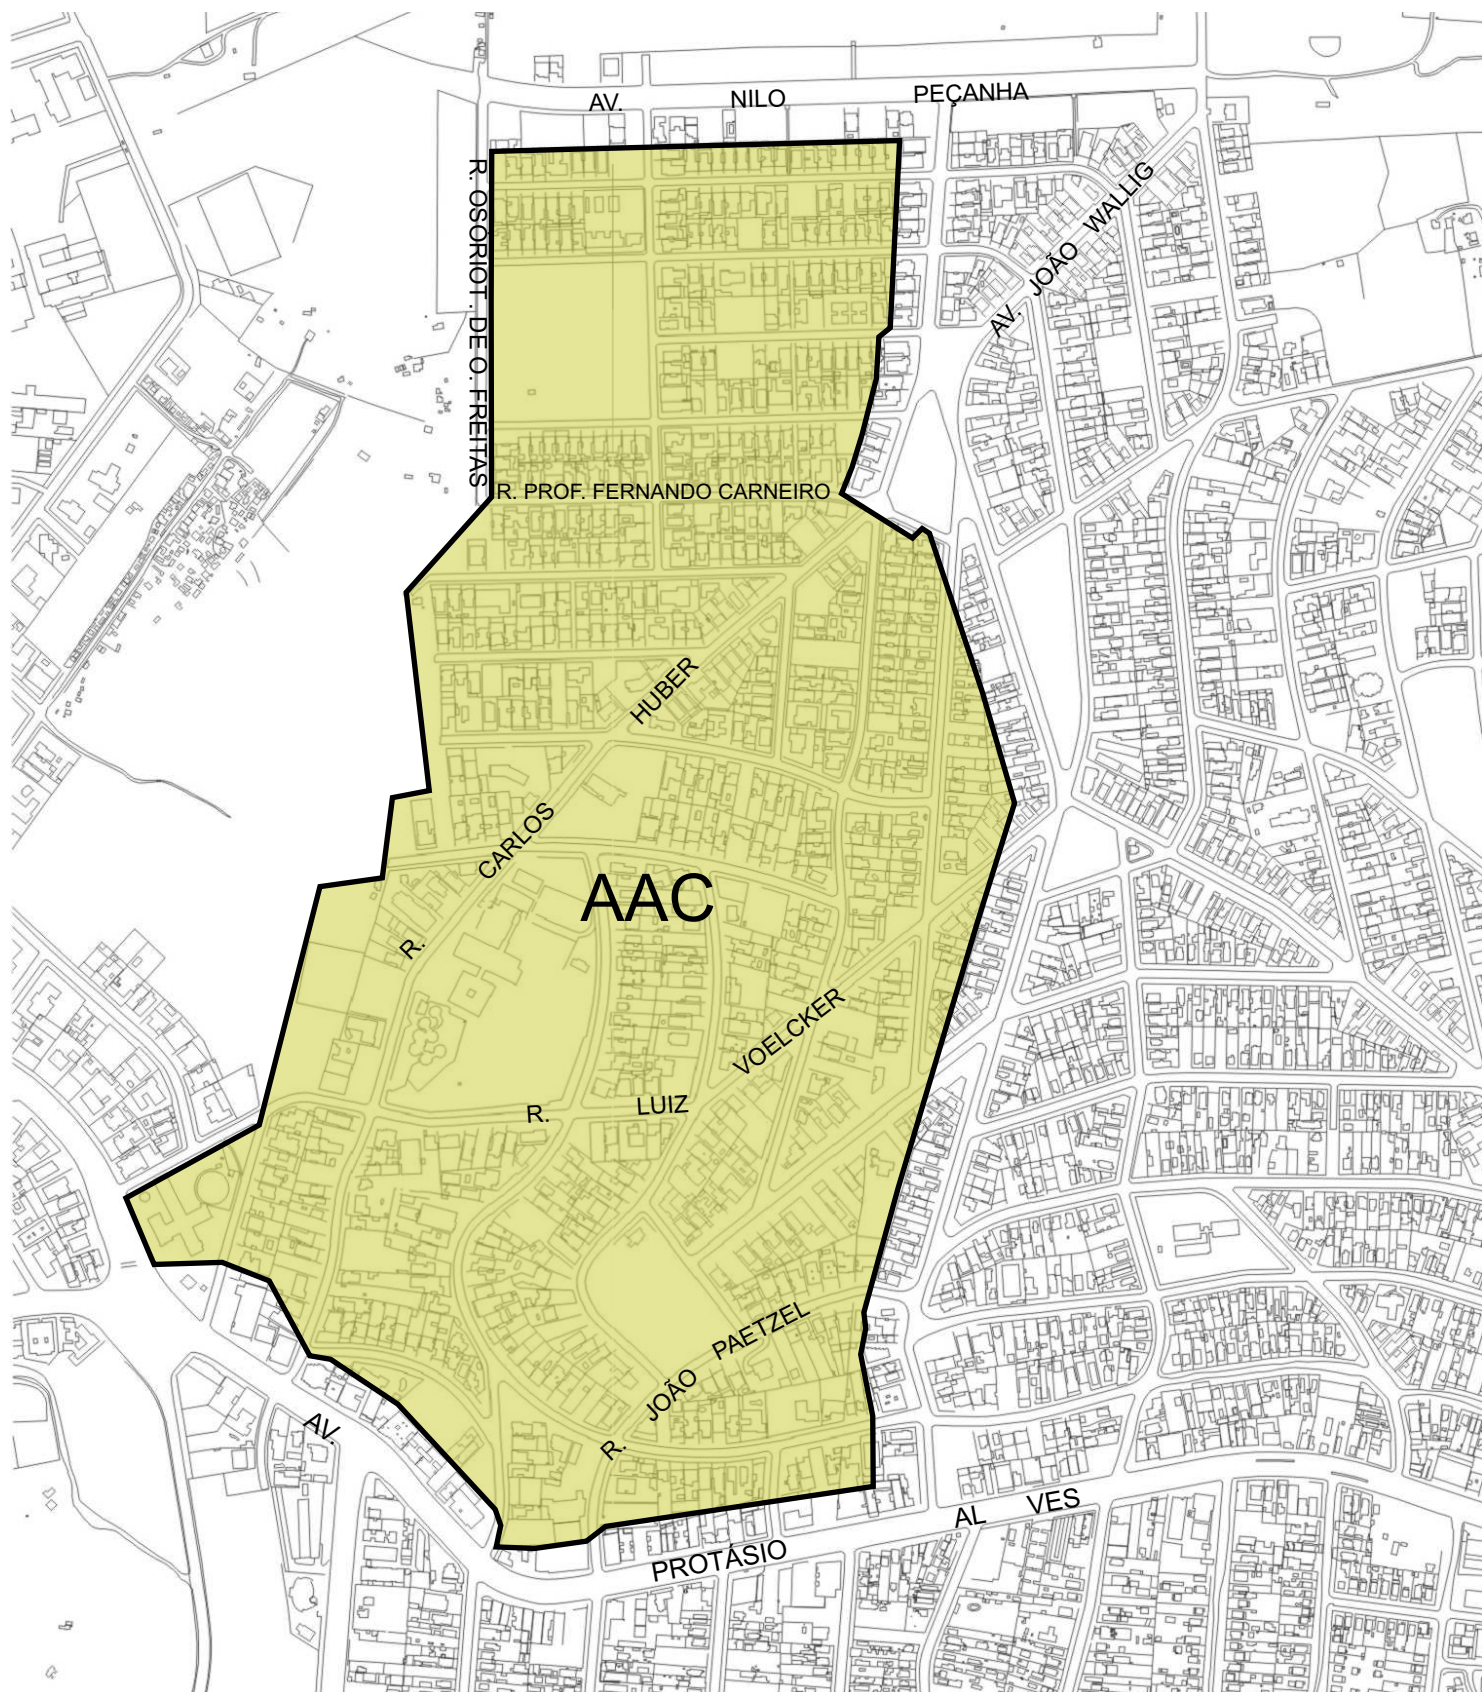 AV. NILO PEÇANHA
R. OSORIO T. DE O. FREITAS
AV. JOÃO WALLIG
R. PROF. FERNANDO CARNEIRO
R. CARLOS HUBER
AAC
R. LUIZ VOELCKER
R. JOÃO PAETZEL
AV. PROTÁSIO AL VES